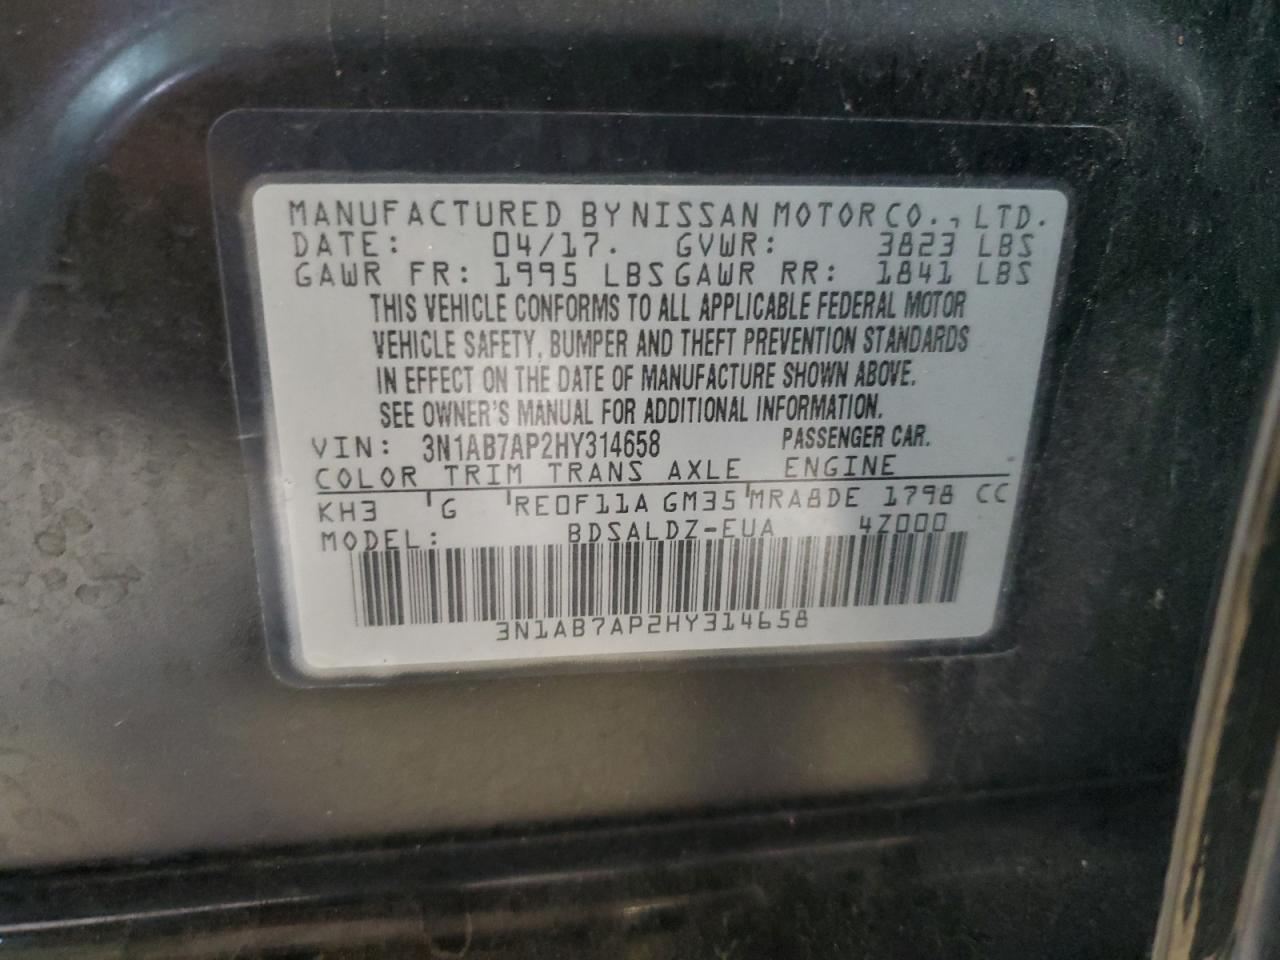 MANUFACTURED BY NISSAN MOTOR CO., LTD.
DATE: 04/17. GVWR: 3823 LBS
GAWR FR: 1995 LBS GAWR RR: 1841 LBS
THIS VEHICLE CONFORMS TO ALL APPLICABLE FEDERAL MOTOR
VEHICLE SAFETY, BUMPER AND THEFT PREVENTION STANDARDS
IN EFFECT ON THE DATE OF MANUFACTURE SHOWN ABOVE.
SEE OWNER'S MANUAL FOR ADDITIONAL INFORMATION.
VIN: 3N1AB7AP2HY314658 PASSENGER CAR.
COLOR TRIM TRANS AXLE ENGINE
KH3 G RE0F11A GM35 MRA8DE 1798 CC
MODEL: BDSALDZ-EUA 4Z000
3N1AB7AP2HY314658